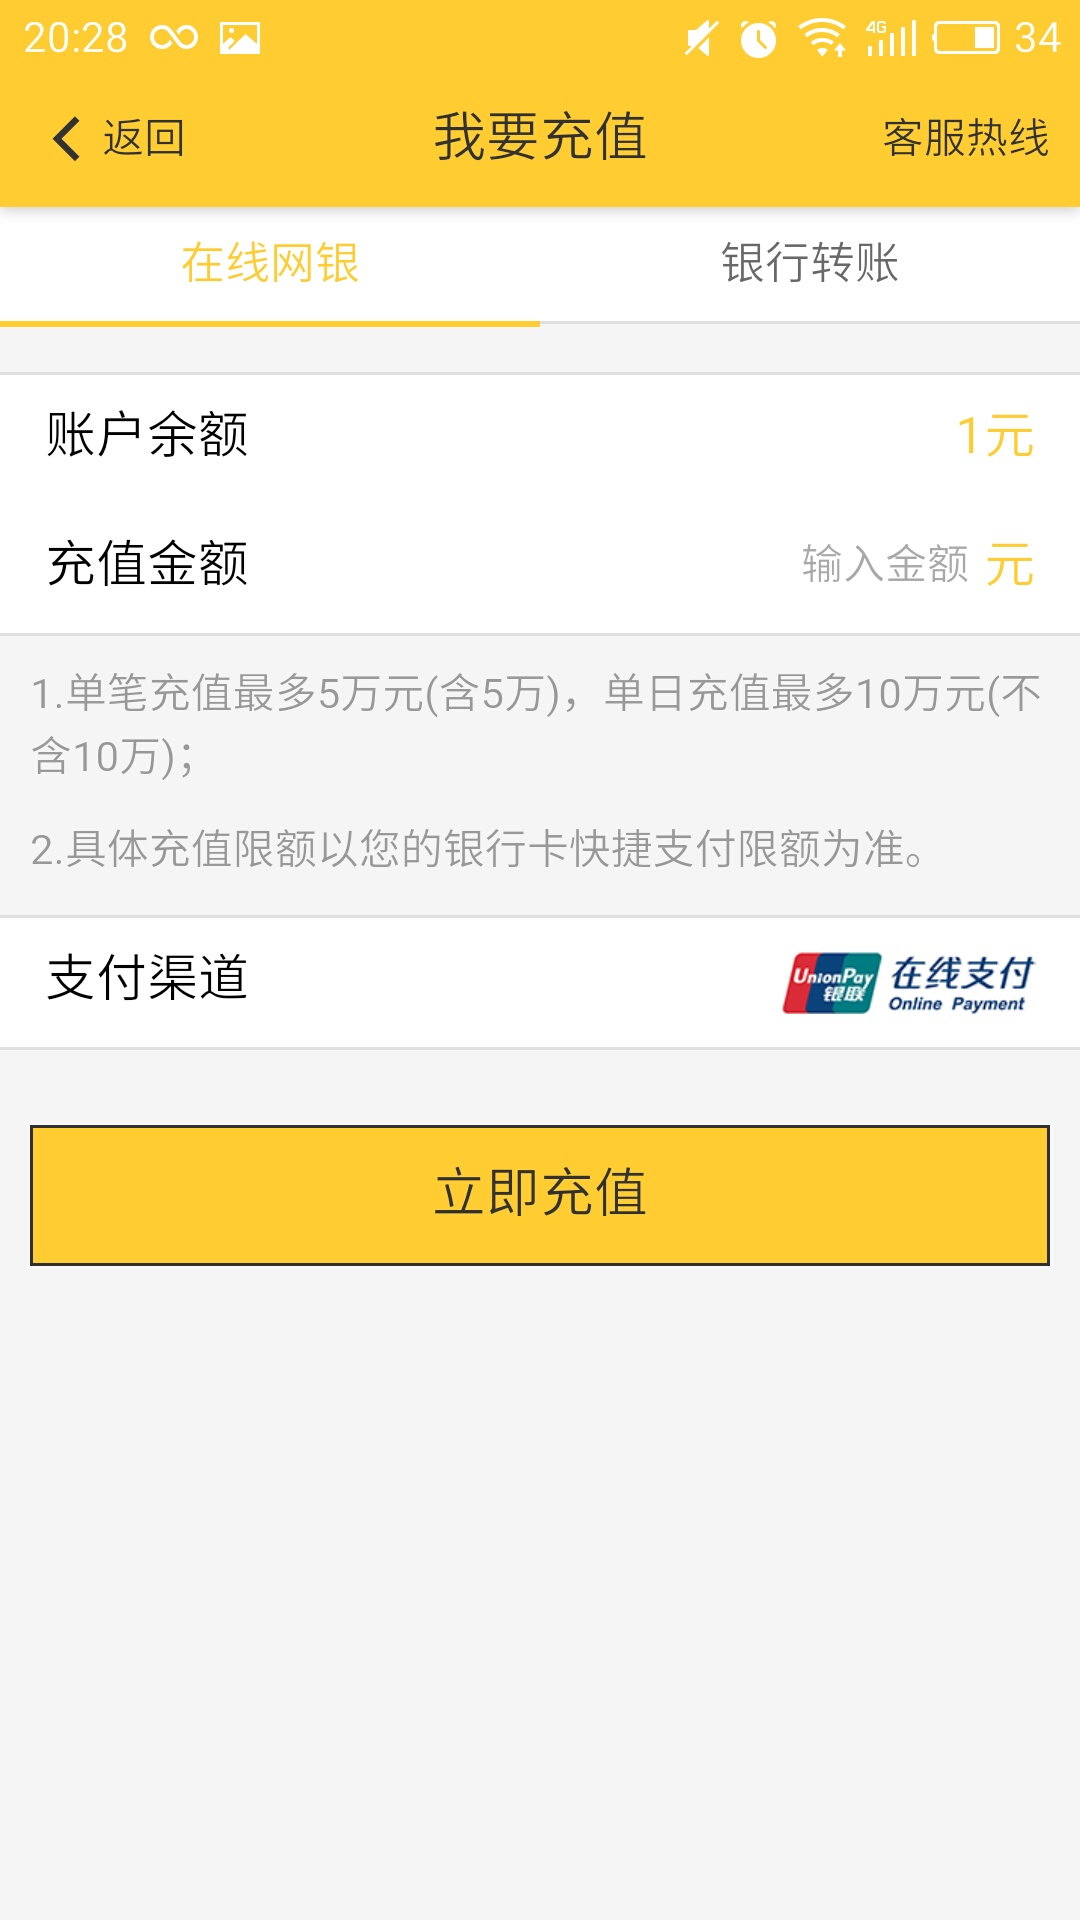 20:28
4G
34
返回
我要充值
客服热线
在线网银
银行转账
账户余额
1元
充值金额
输入金额 元
1.单笔充值最多5万元(含5万)，单日充值最多10万元(不
含10万)；
2.具体充值限额以您的银行卡快捷支付限额为准。
支付渠道
UnionPay
银联
在线支付
Online Payment
立即充值